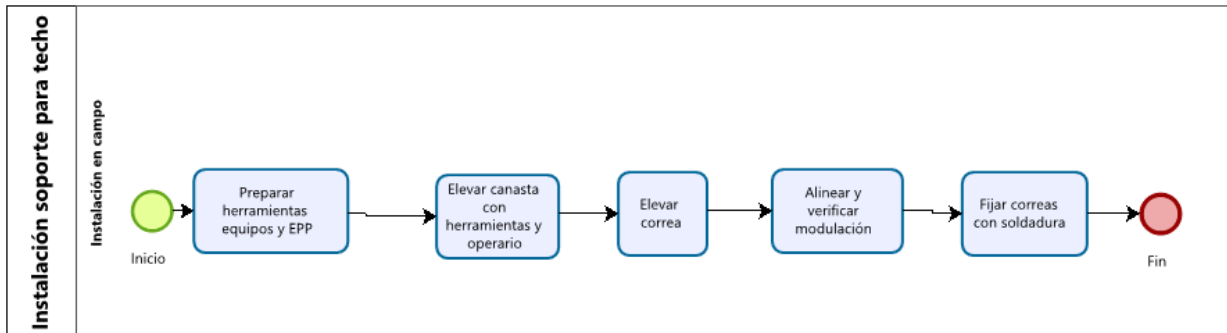 Instalación soporte para techo
Instalación en campo
Inicio
Preparar
herramientas
equipos y EPP
Elevar canasta
con
herramientas y
operario
Elevar
correa
Alinear y
verificar
modulación
Fijar correas
con soldadura
Fin